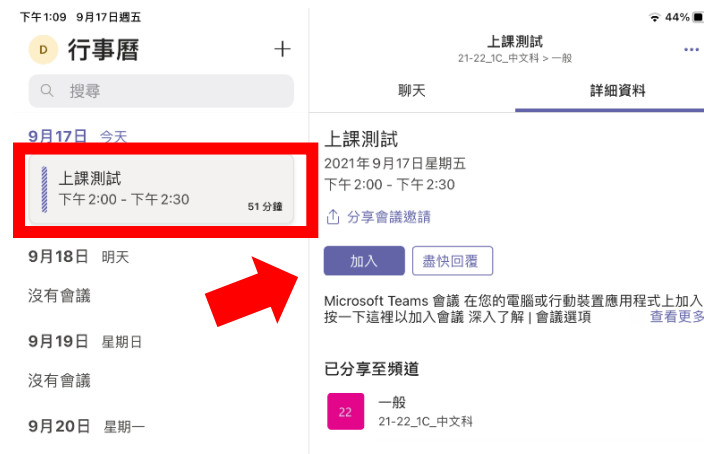 下午1:09 9月17日週五
44%
D 行事曆 +
搜尋
9月17日 今天
上課測試
下午2:00 - 下午2:30
51 分鐘
9月18日 明天
沒有會議
9月19日 星期日
沒有會議
9月20日 星期一
上課測試
21-22_1C_中文科 > 一般
聊天 詳細資料
上課測試
2021年9月17日星期五
下午2:00 - 下午2:30
分享會議邀請
加入 盡快回覆
Microsoft Teams 會議 在您的電腦或行動裝置應用程式上加入
按一下這裡以加入會議 深入了解 | 會議選項 查看更多
已分享至頻道
22 一般
21-22_1C_中文科